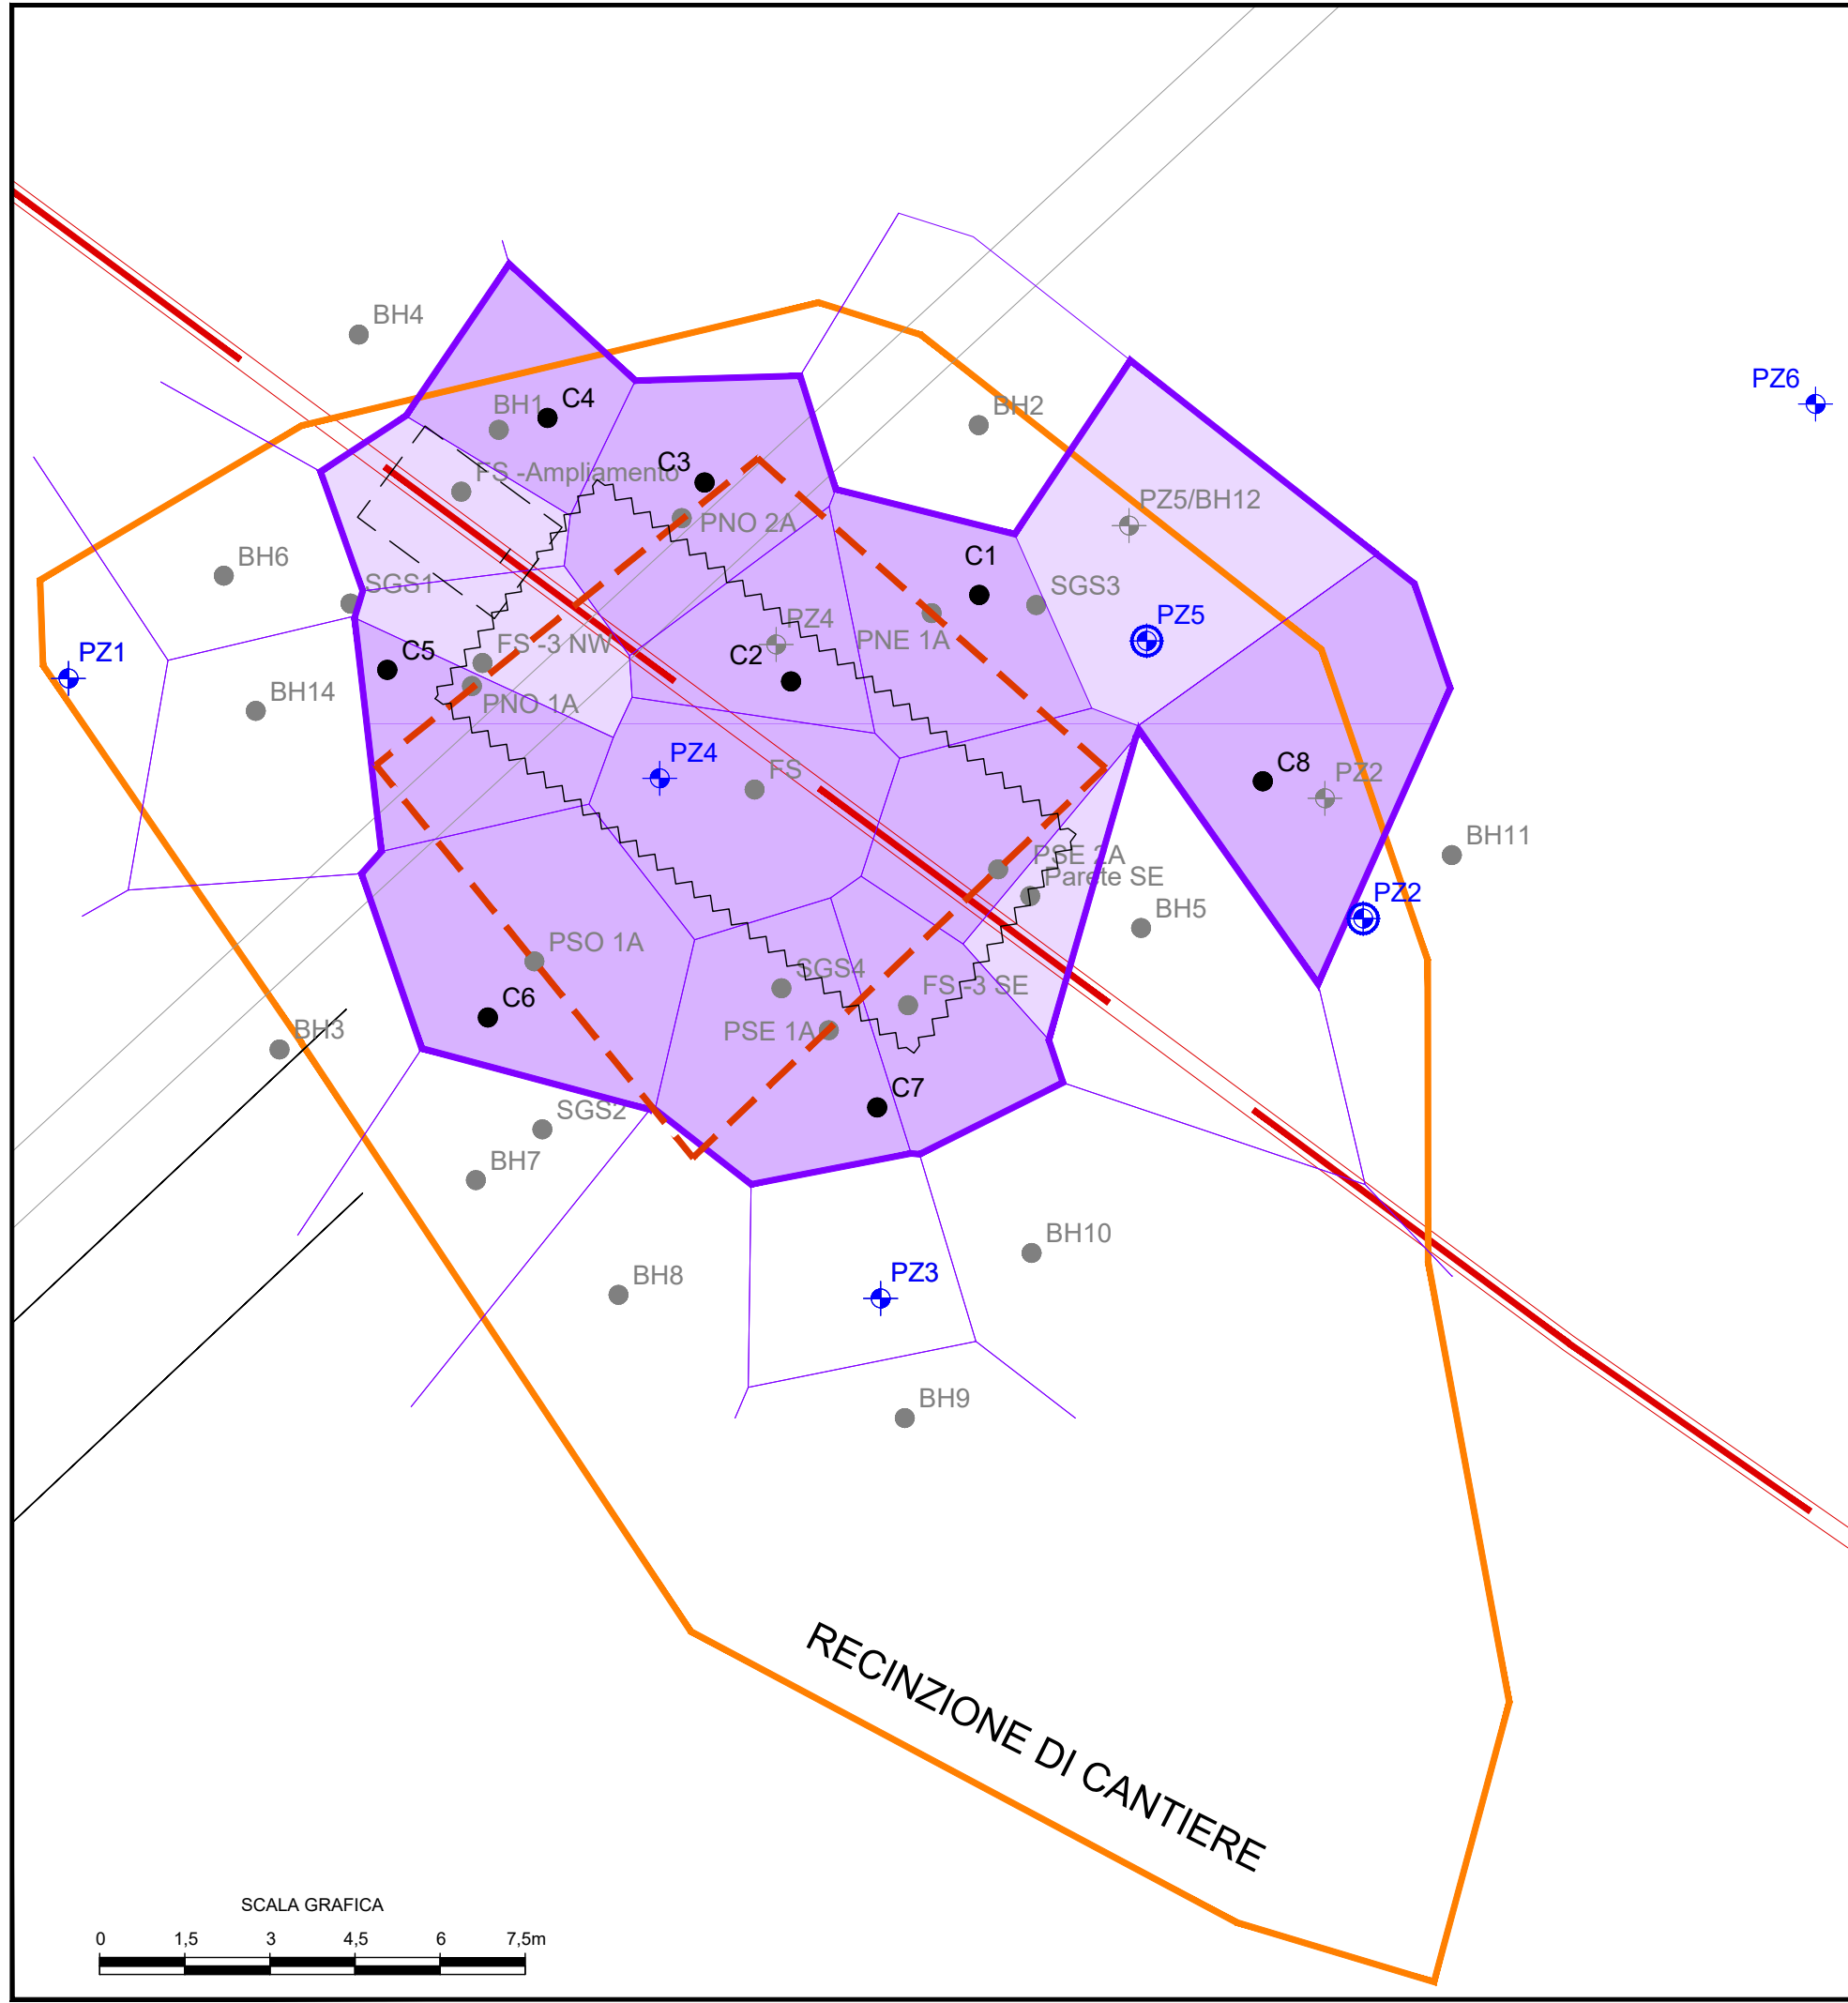 BH4
PZ6
BH1
C4
BH2
FS -Ampliamento
C3
PZ5/BH12
PNO 2A
BH6
SGS1
C1
SGS3
PZ5
PNE 1A
PZ4
PZ1
C5
FS -3 NW
C2
BH14
PNO 1A
PZ4
FS
C8
PZ2
BH11
PSE 2A
Parete SE
PZ2
BH5
PSO 1A
SGS4
FS -3 SE
C6
PSE 1A
BH3
C7
SGS2
BH7
BH10
BH8
PZ3
BH9
RECINZIONE DI CANTIERE
SCALA GRAFICA
0 1,5 3 4,5 6 7,5m